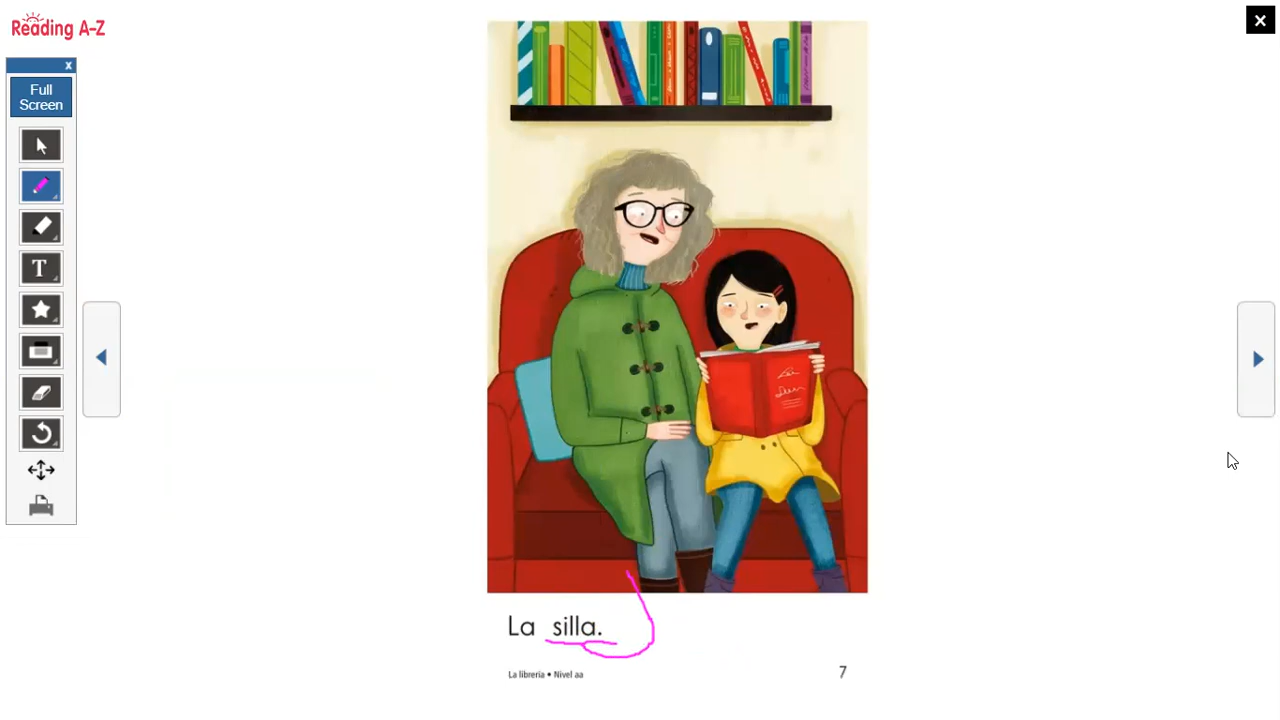 Reading A-Z
x
Full
Screen
T
La silla.
La librería • Nivel aa
7